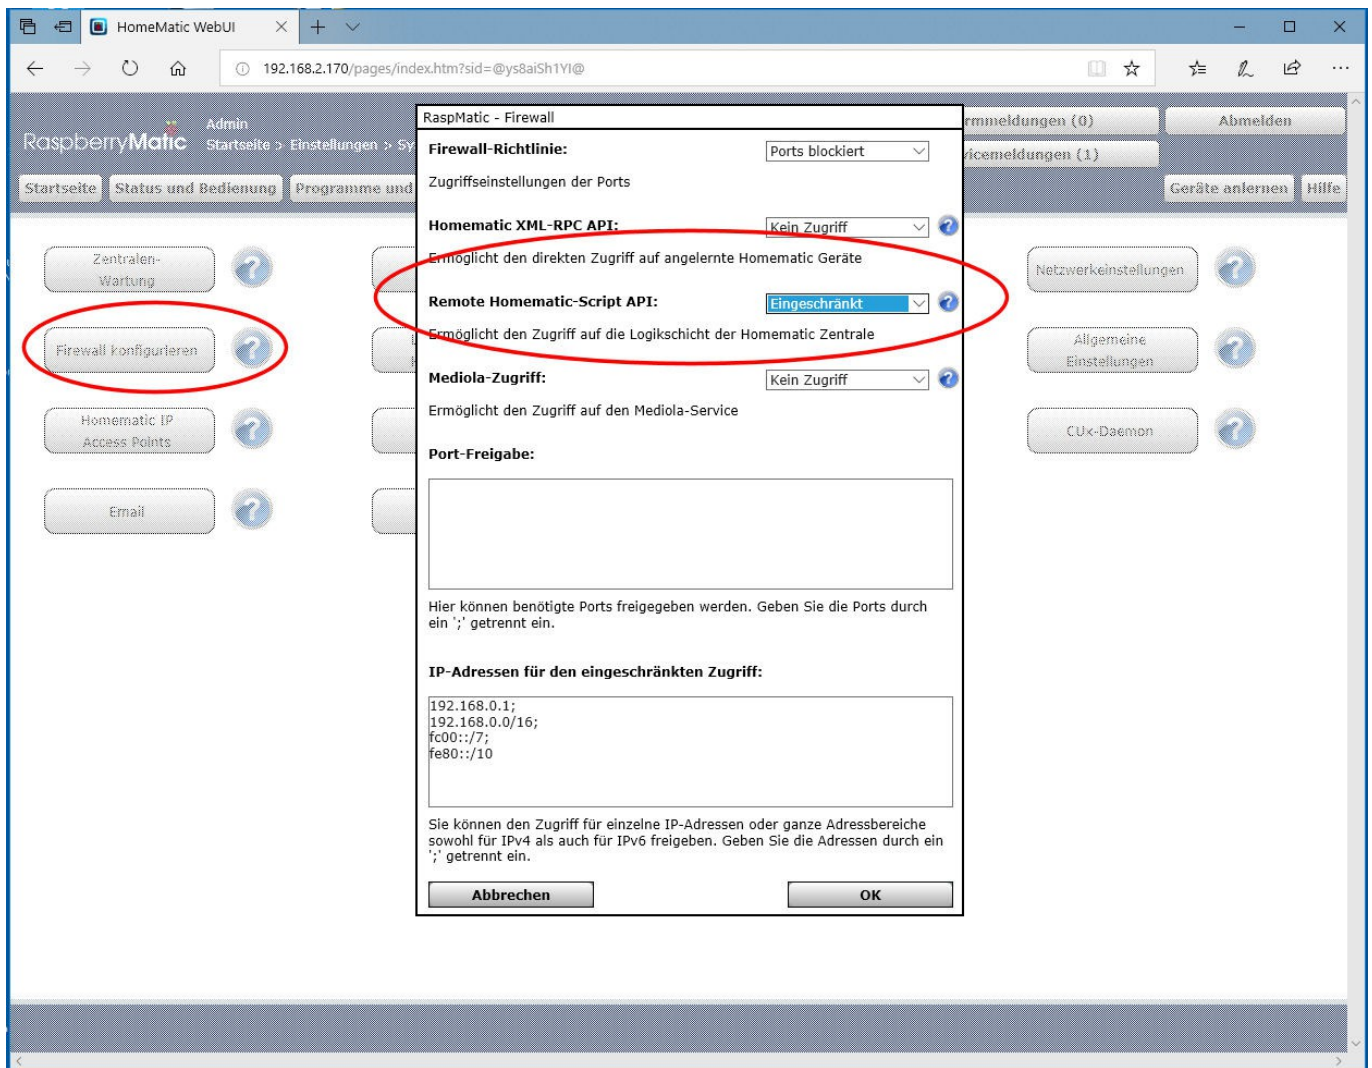 HomeMatic WebUI
192.168.2.170/pages/index.htm?sid=@ys8aiSh1YI@
RaspberryMatic
Admin
Startseite > Einstellungen > Sy
rmmeldungen (0)
Abmelden
vicemeldungen (1)
Startseite
Status und Bedienung
Programme und
Geräte anlernen
Hilfe
Zentralen-
Wartung
Netzwerkeinstellungen
Firewall konfigurieren
Allgemeine
Einstellungen
Homematic IP
Access Points
CUx-Daemon
Email
RaspMatic - Firewall
Firewall-Richtlinie:
Ports blockiert
Zugriffseinstellungen der Ports
Homematic XML-RPC API:
Kein Zugriff
Ermöglicht den direkten Zugriff auf angelernte Homematic Geräte
Remote Homematic-Script API:
Eingeschränkt
Ermöglicht den Zugriff auf die Logikschicht der Homematic Zentrale
Mediola-Zugriff:
Kein Zugriff
Ermöglicht den Zugriff auf den Mediola-Service
Port-Freigabe:
Hier können benötigte Ports freigegeben werden. Geben Sie die Ports durch
ein ';' getrennt ein.
IP-Adressen für den eingeschränkten Zugriff:
192.168.0.1;
192.168.0.0/16;
fc00::/7;
fe80::/10
Sie können den Zugriff für einzelne IP-Adressen oder ganze Adressbereiche
sowohl für IPv4 als auch für IPv6 freigeben. Geben Sie die Adressen durch ein
';' getrennt ein.
Abbrechen
OK